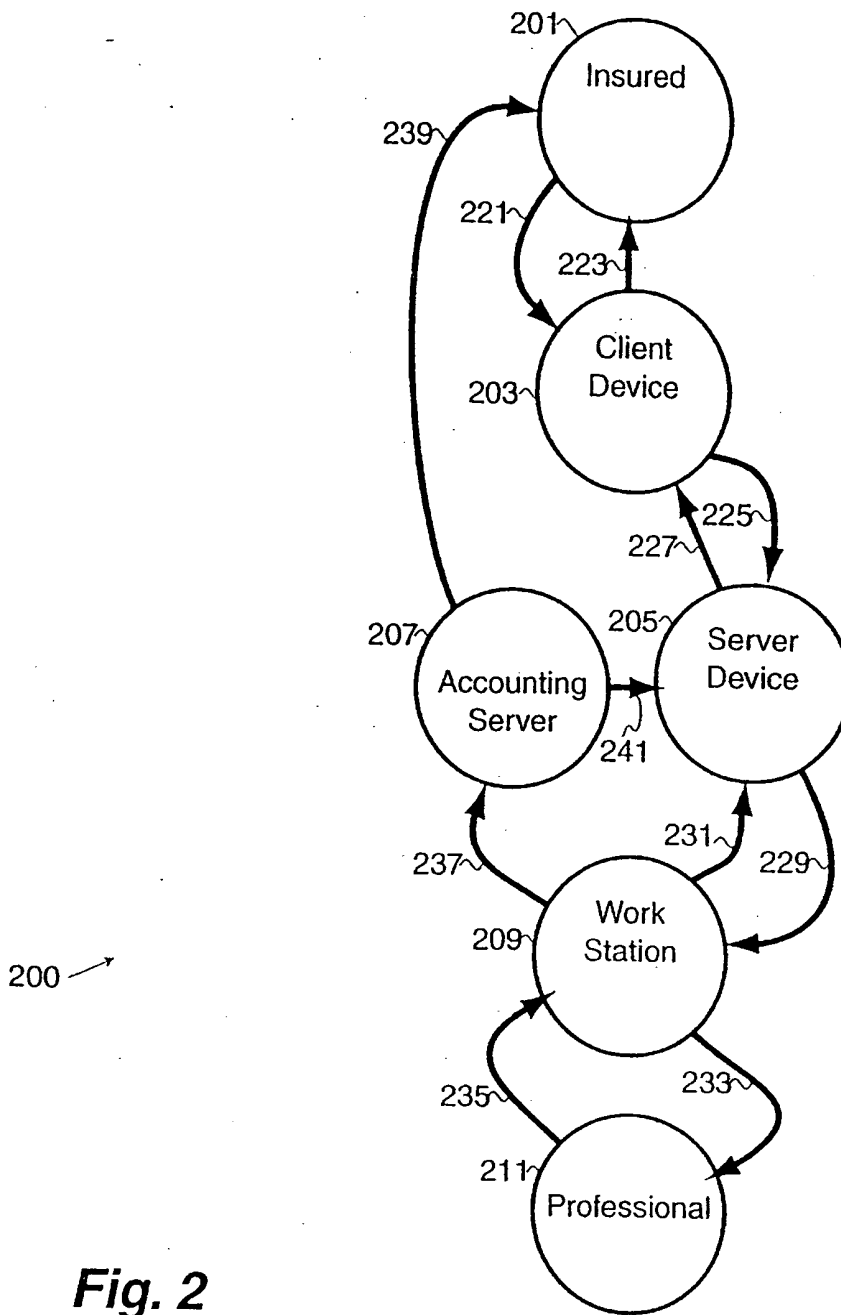 201
Insured
239
221
223
Client
Device
203
225
227
207
205
Server
Device
Accounting
Server
241
231
229
237
Work
Station
209
200
235
233
211
Professional
Fig. 2